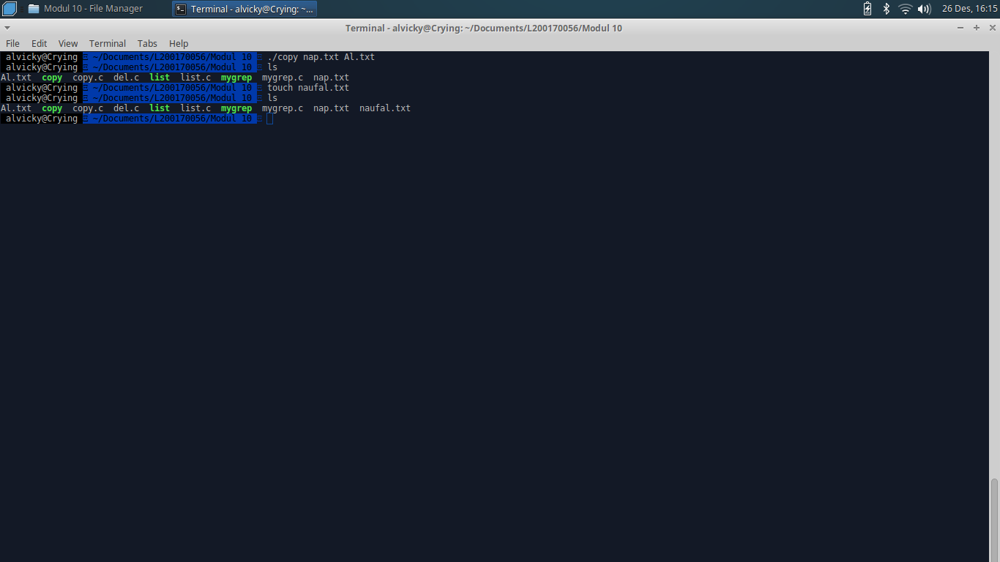 Modul 10 - File Manager
Terminal - alvicky@Crying: ~...
26 Des, 16:15
Terminal - alvicky@Crying: ~/Documents/L200170056/Modul 10
File Edit View Terminal Tabs Help
alvicky@Crying ~/Documents/L200170056/Modul 10 ./copy nap.txt Al.txt
alvicky@Crying ~/Documents/L200170056/Modul 10 ls
Al.txt copy copy.c del.c list list.c mygrep mygrep.c nap.txt
alvicky@Crying ~/Documents/L200170056/Modul 10 touch naufal.txt
alvicky@Crying ~/Documents/L200170056/Modul 10 ls
Al.txt copy copy.c del.c list list.c mygrep mygrep.c nap.txt naufal.txt
alvicky@Crying ~/Documents/L200170056/Modul 10